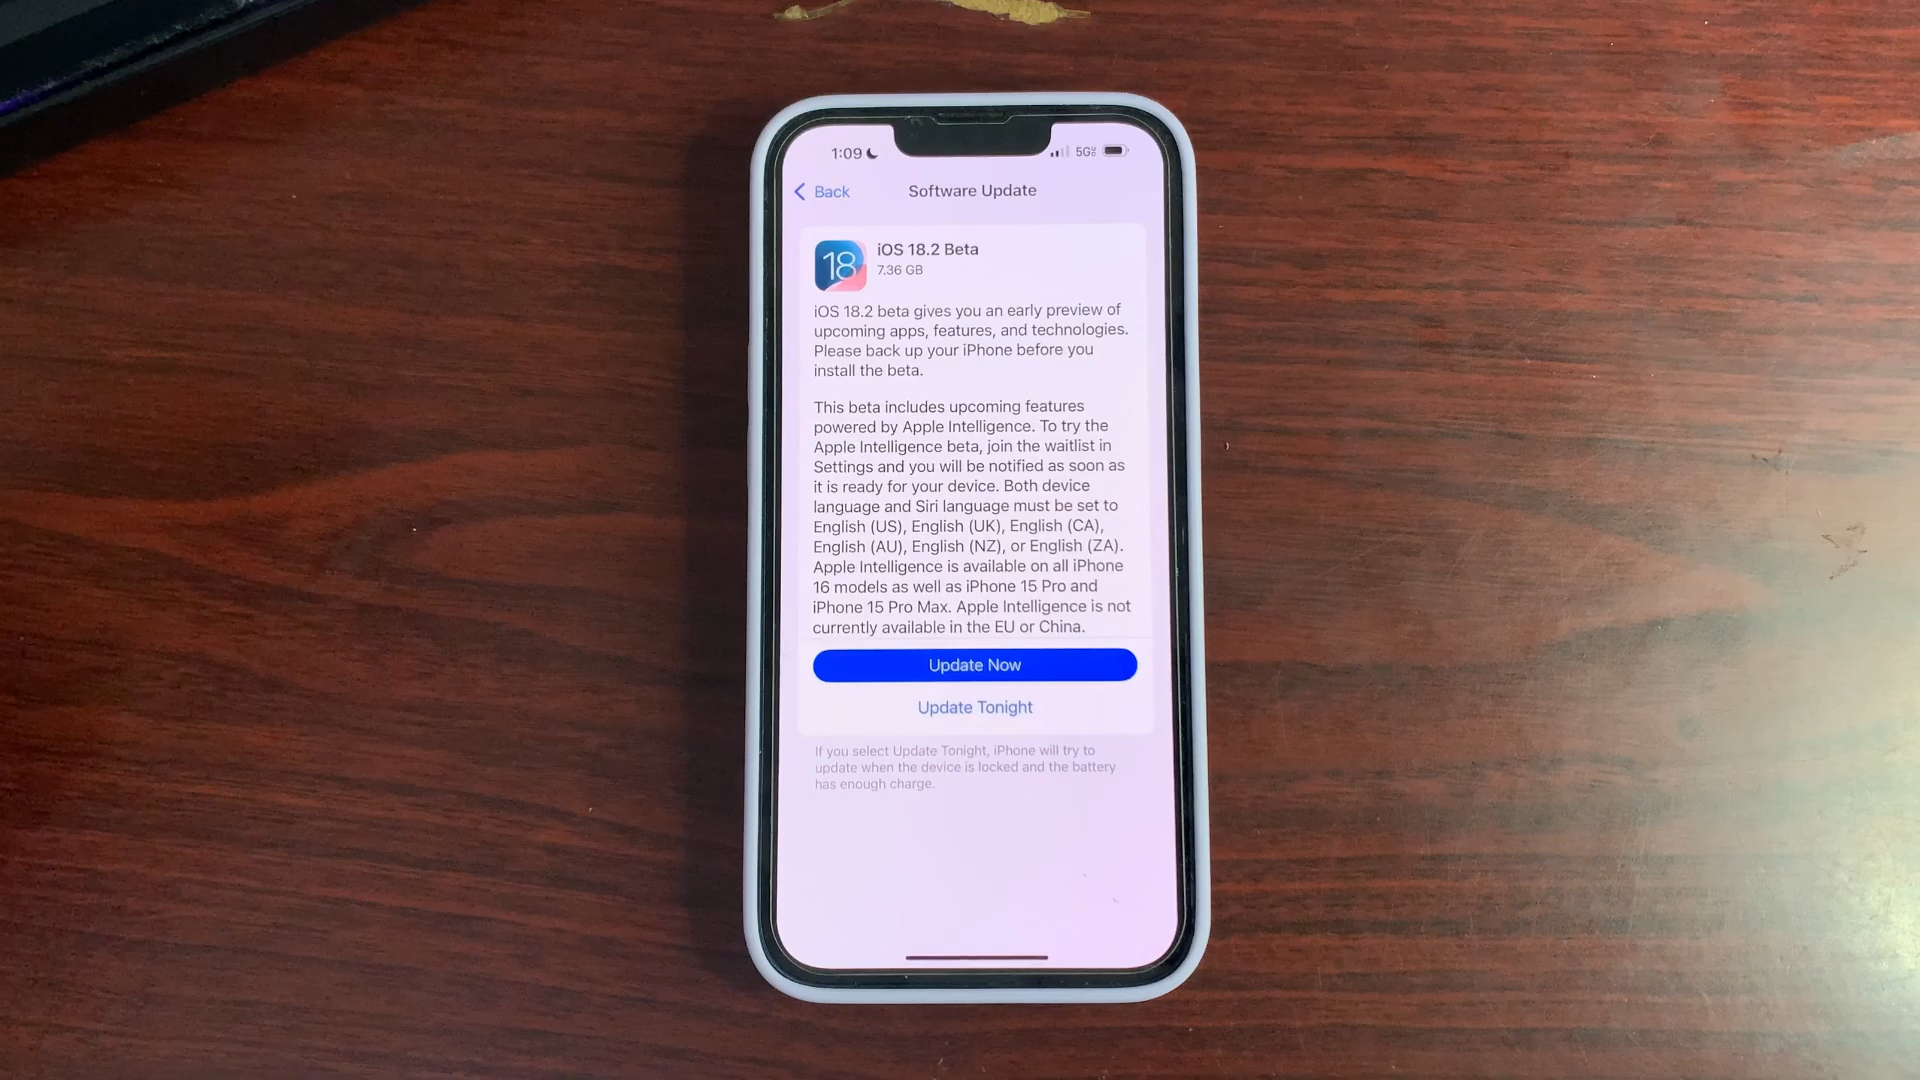 1:09
5G
Back
Software Update
18
iOS 18.2 Beta
7.36 GB
iOS 18.2 beta gives you an early preview of
upcoming apps, features, and technologies.
Please back up your iPhone before you
install the beta.
This beta includes upcoming features
powered by Apple Intelligence. To try the
Apple Intelligence beta, join the waitlist in
Settings and you will be notified as soon as
it is ready for your device. Both device
language and Siri language must be set to
English (US), English (UK), English (CA),
English (AU), English (NZ), or English (ZA).
Apple Intelligence is available on all iPhone
16 models as well as iPhone 15 Pro and
iPhone 15 Pro Max. Apple Intelligence is not
currently available in the EU or China.
Update Now
Update Tonight
If you select Update Tonight, iPhone will try to
update when the device is locked and the battery
has enough charge.